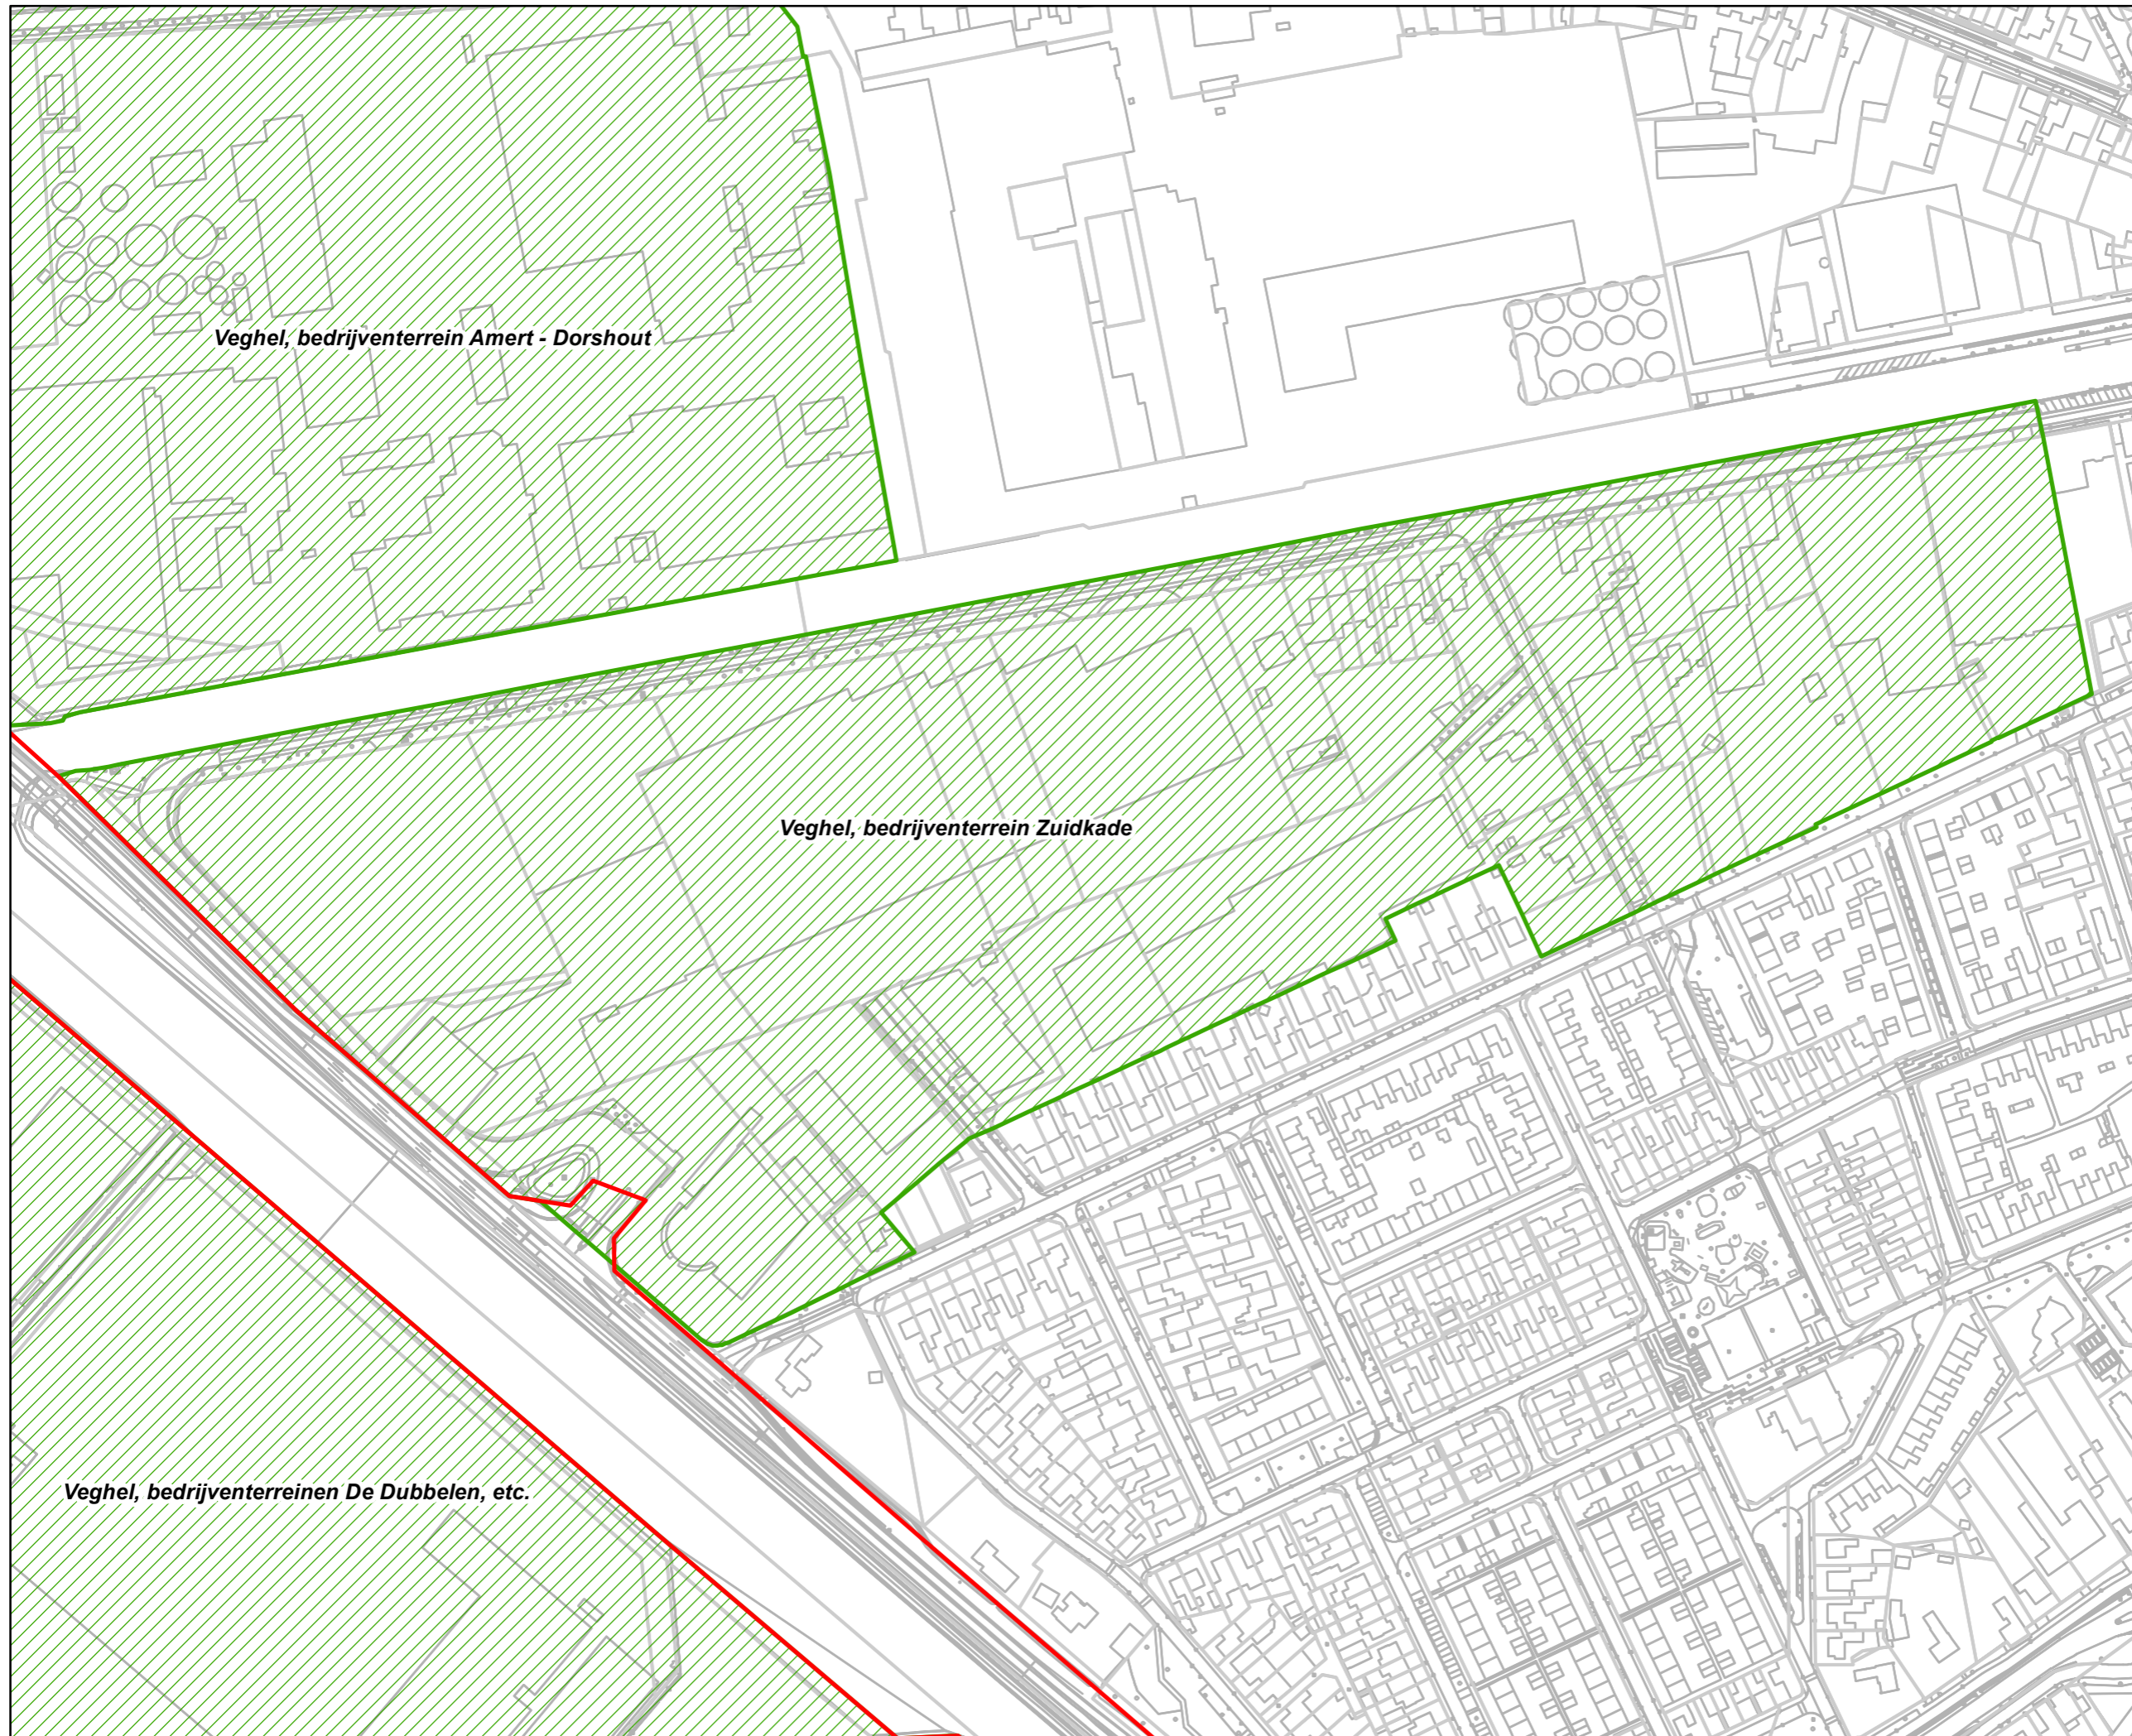 Veghel, bedrijventerrein Amert - Dorshout
Veghel, bedrijventerrein Zuidkade
Veghel, bedrijventerreinen De Dubbelen, etc.